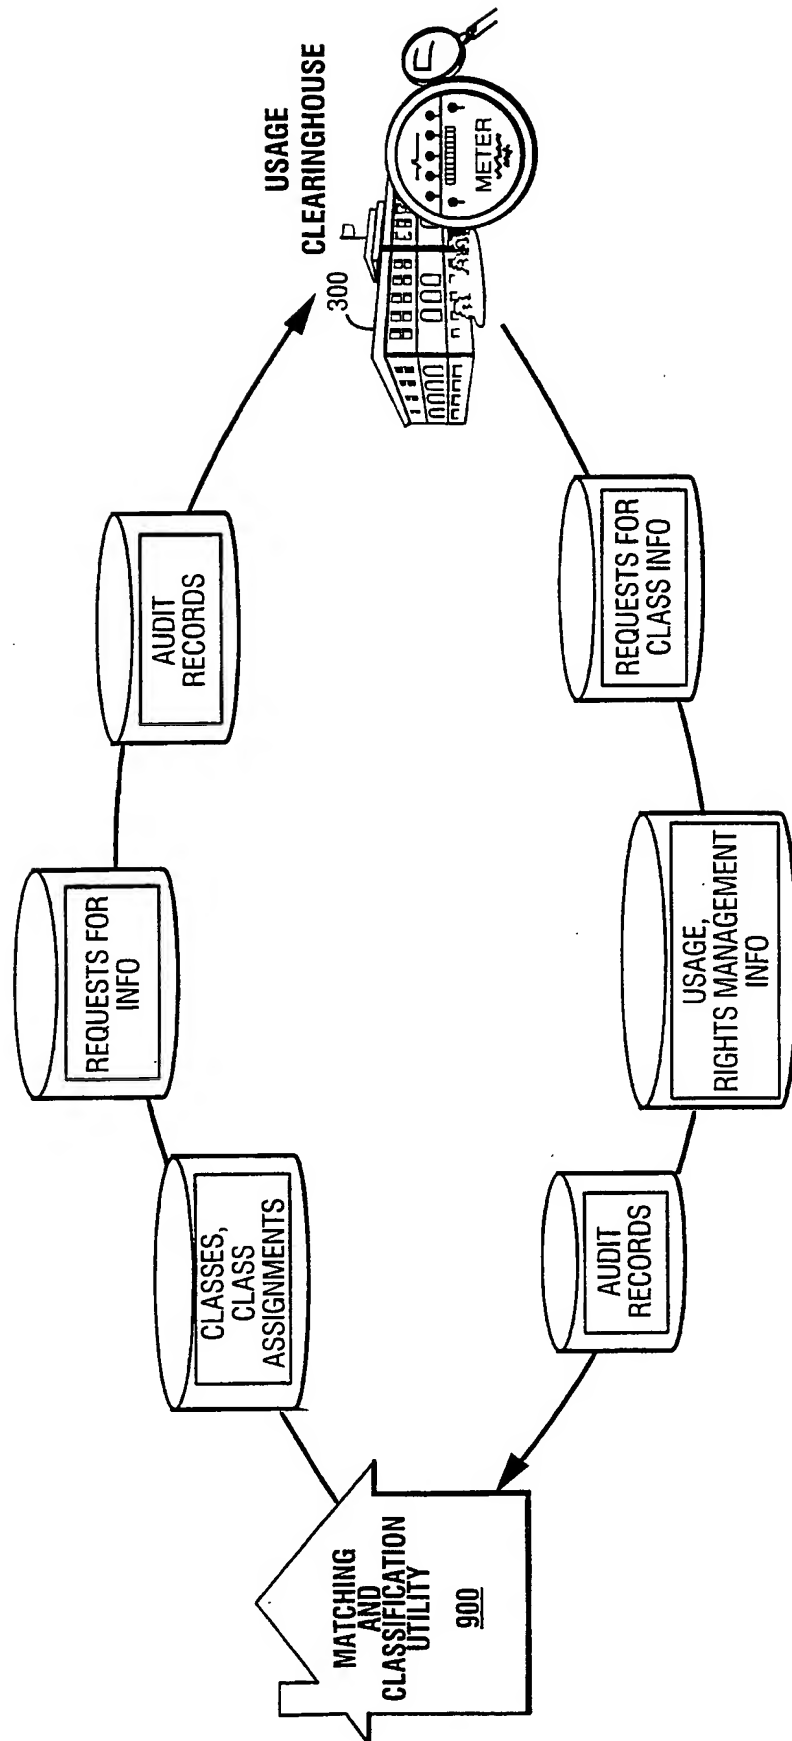 USAGE
CLEARINGHOUSE
300
METER
AUDIT
RECORDS
REQUESTS FOR
INFO
CLASSES,
CLASS
ASSIGNMENTS
MATCHING
AND
CLASSIFICATION
UTILITY
900
REQUESTS FOR
CLASS INFO
USAGE,
RIGHTS MANAGEMENT
INFO
AUDIT
RECORDS